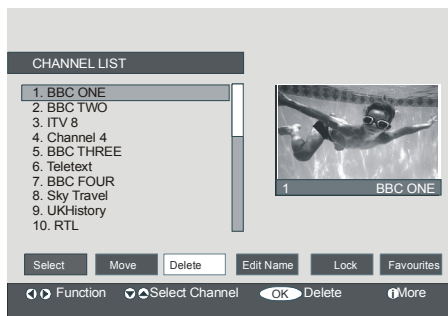 CHANNEL LIST
1. BBC ONE
2. BBC TWO
3. ITV 8
4. Channel 4
5. BBC THREE
6. Teletext
7. BBC FOUR
8. Sky Travel
9. UKHistory
10. RTL
1 BBC ONE
Select Move Delete Edit Name Lock Favourites
Function Select Channel OK Delete i More